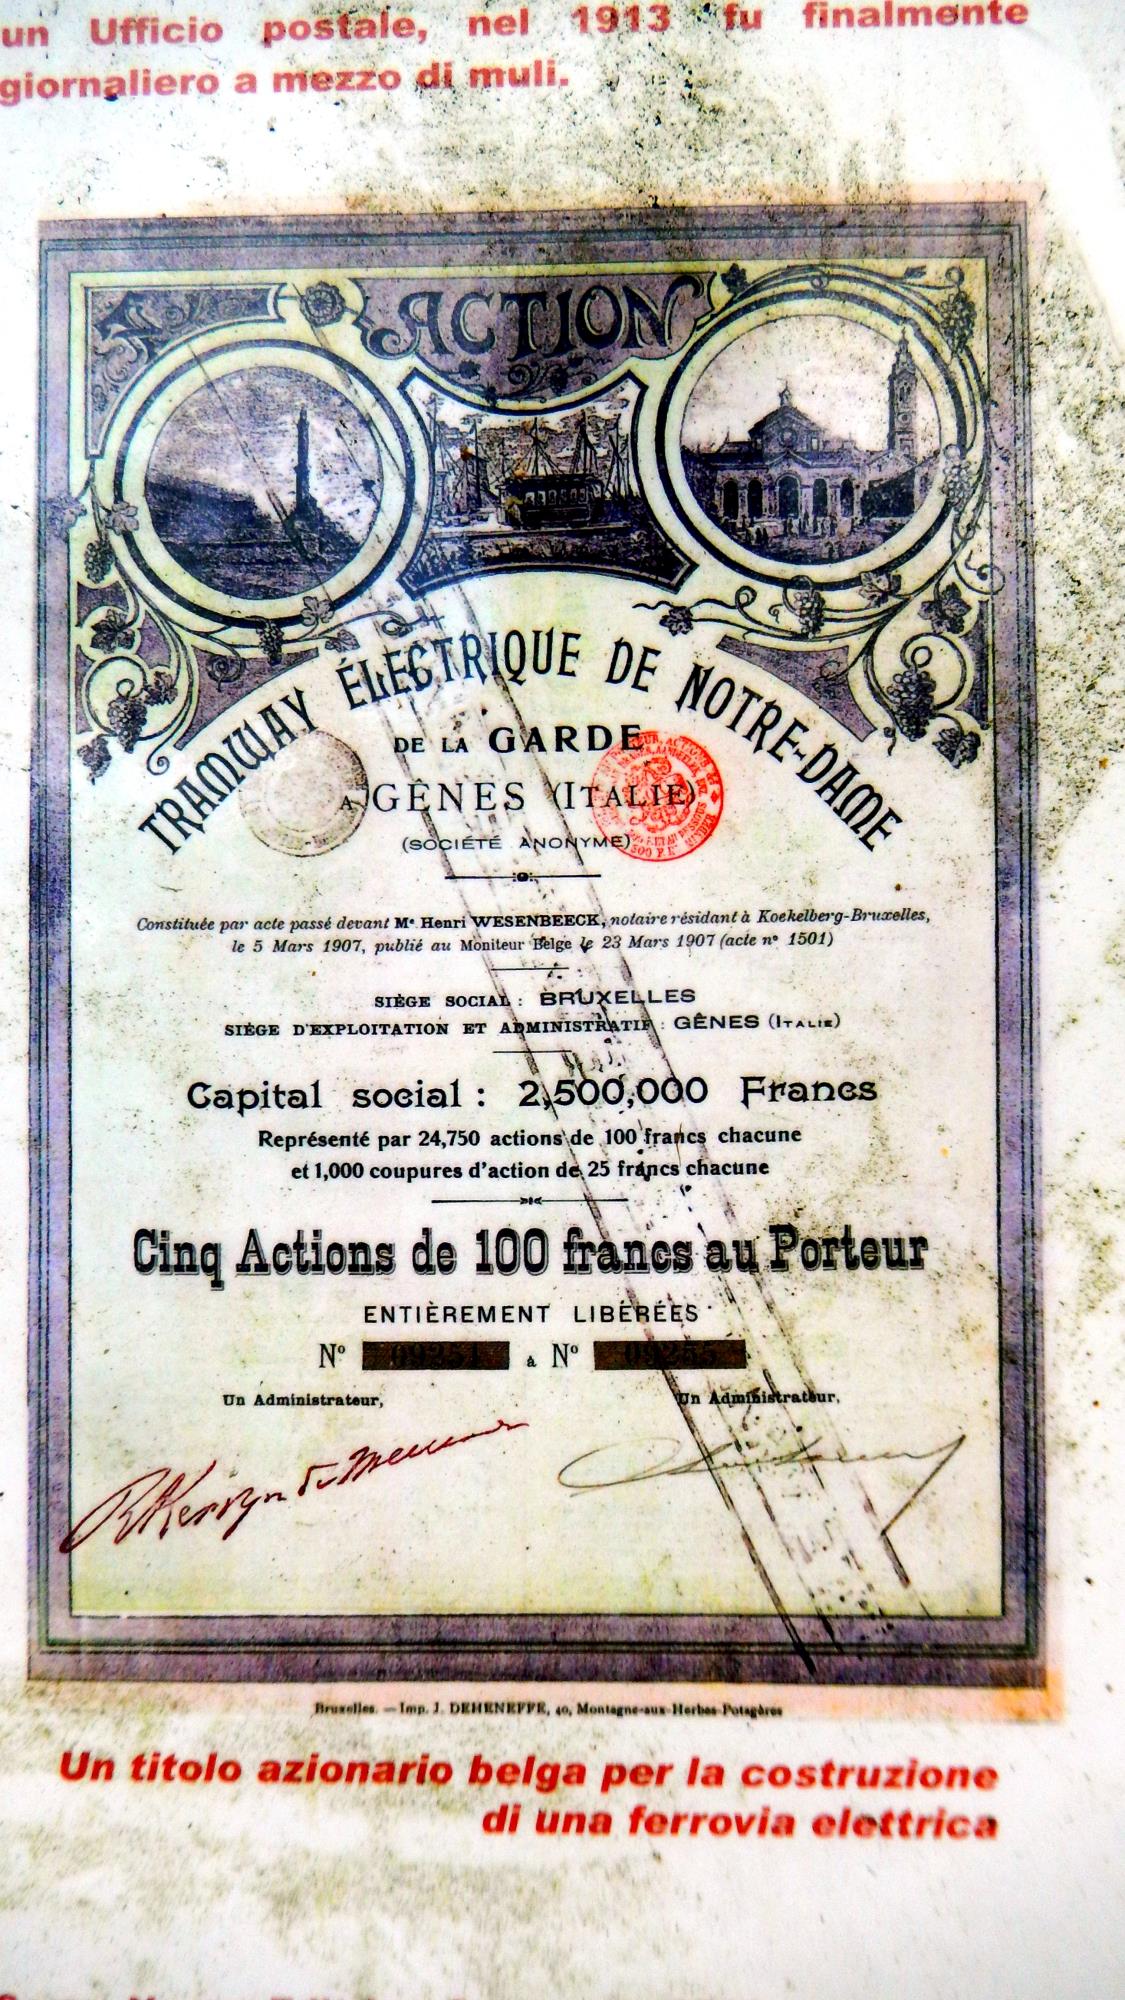 un Ufficio postale, nel 1913 fu finalmente
giornaliero a mezzo di muli.
ACTION
TRAMWAY ÉLECTRIQUE DE NOTRE-DAME
DE LA GARDE
A GÊNES (ITALIE)
(SOCIÉTÉ ANONYME)
Constituée par acte passé devant Me Henri WESENBEECK, notaire résidant à Koekelberg-Bruxelles,
le 5 Mars 1907, publié au Moniteur Belge le 23 Mars 1907 (acte no 1501)
SIÈGE SOCIAL : BRUXELLES
SIÈGE D'EXPLOITATION ET ADMINISTRATIF : GÊNES (ITALIE)
Capital social : 2,500,000 Francs
Représenté par 24,750 actions de 100 francs chacune
et 1,000 coupures d'action de 25 francs chacune
Cinq Actions de 100 francs au Porteur
ENTIÈREMENT LIBÉRÉES
No 09251 à No 09255
Un Administrateur, Un Administrateur,
Bruxelles. — Imp. J. DEHENEFFE, 40, Montagne-aux-Herbes-Potagères
Un titolo azionario belga per la costruzione
di una ferrovia elettrica